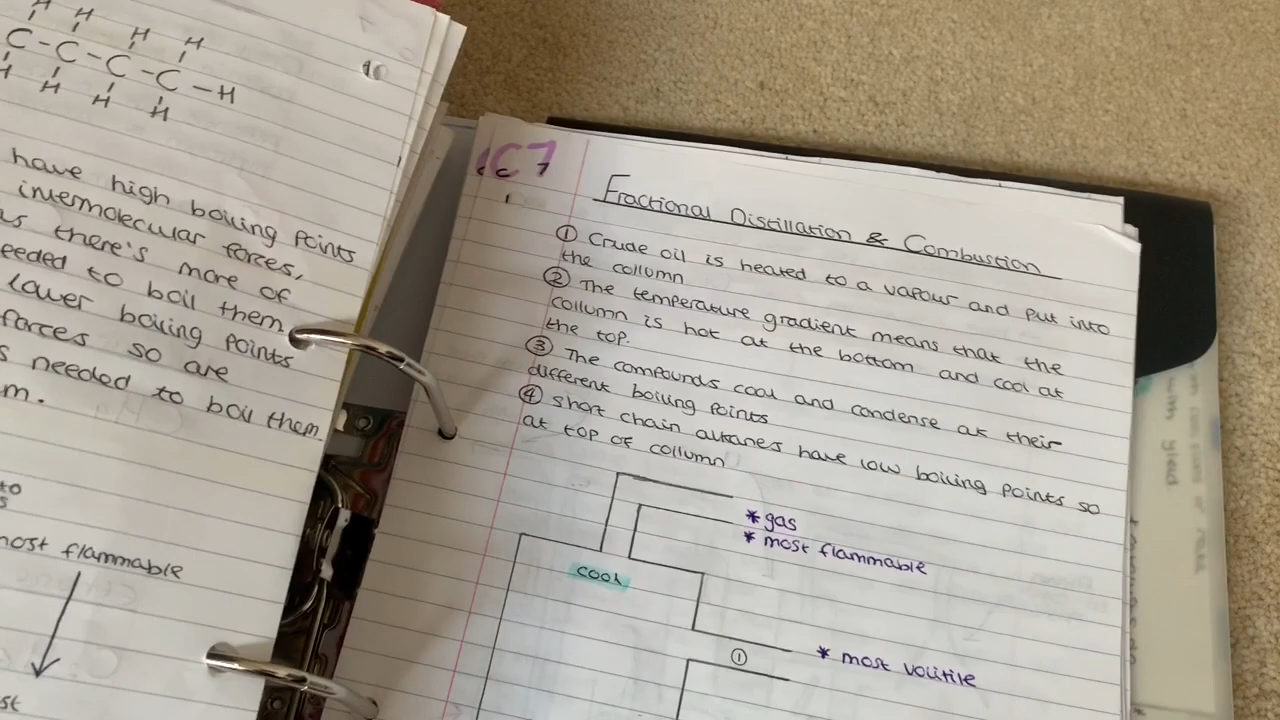 H H H H
C-C-C-C-H
H H H H
10
have high boiling points
intermolecular forces,
as there's more of
needed to boil them
lower boiling points
forces so are
needed to boil them
m.
to
most flammable
C7
Fractional Distillation & Combustion
① Crude oil is heated to a vapour and put into
the collumn
② The temperature gradient means that the
collumn is hot at the bottom and cool at
the top.
③ The compounds cool and condense at their
different boiling points
④ short chain alkanes have low boiling points so
at top of collumn
* gas
* most flammable
cool
① * most volitile